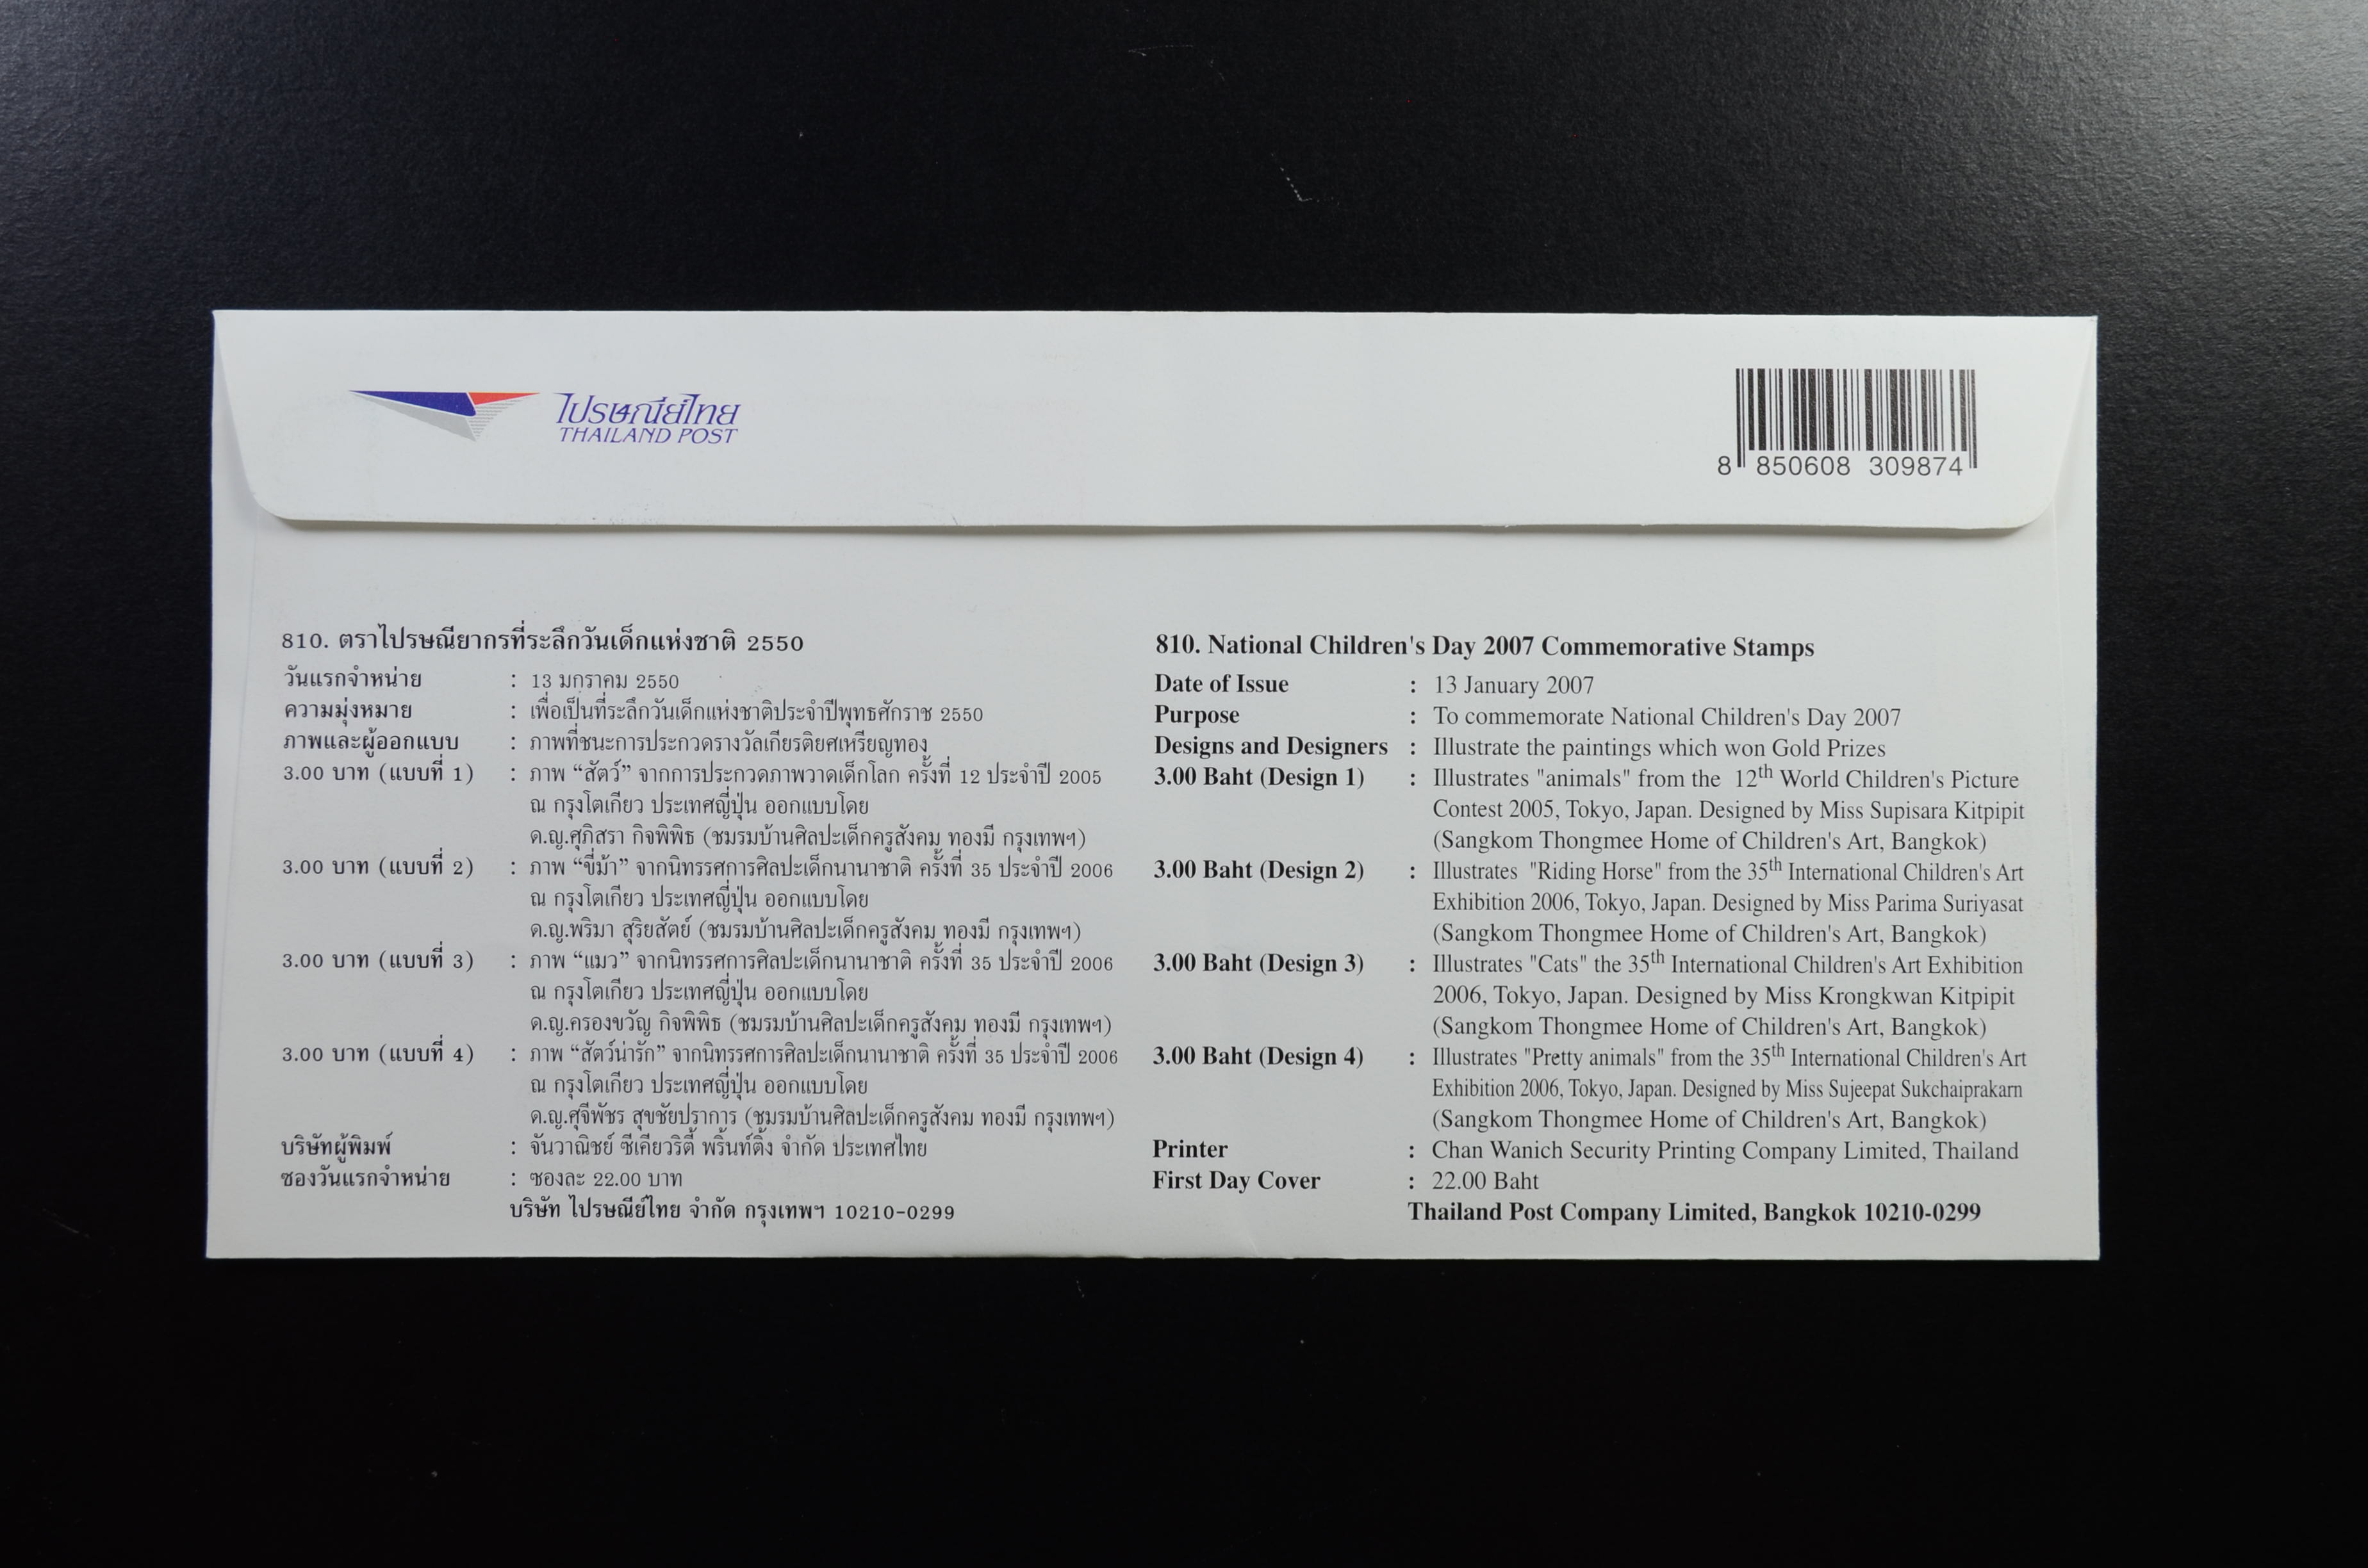 ไปรษณีย์ไทย
THAILAND POST
8 850608 309874
810. ตราไปรษณียากรที่ระลึกวันเด็กแห่งชาติ 2550
วันแรกจำหน่าย : 13 มกราคม 2550
ความมุ่งหมาย : เพื่อเป็นที่ระลึกวันเด็กแห่งชาติประจำปีพุทธศักราช 2550
ภาพและผู้ออกแบบ : ภาพที่ชนะการประกวดรางวัลเกียรติยศเหรียญทอง
3.00 บาท (แบบที่ 1) : ภาพ “สัตว์” จากการประกวดภาพวาดเด็กโลก ครั้งที่ 12 ประจำปี 2005
ณ กรุงโตเกียว ประเทศญี่ปุ่น ออกแบบโดย
ด.ญ.ศุภิสรา กิจพิพิธ (ชมรมบ้านศิลปะเด็กครูสังคม ทองมี กรุงเทพฯ)
3.00 บาท (แบบที่ 2) : ภาพ “ขี่ม้า” จากนิทรรศการศิลปะเด็กนานาชาติ ครั้งที่ 35 ประจำปี 2006
ณ กรุงโตเกียว ประเทศญี่ปุ่น ออกแบบโดย
ด.ญ.พริมา สุริยสัตย์ (ชมรมบ้านศิลปะเด็กครูสังคม ทองมี กรุงเทพฯ)
3.00 บาท (แบบที่ 3) : ภาพ “แมว” จากนิทรรศการศิลปะเด็กนานาชาติ ครั้งที่ 35 ประจำปี 2006
ณ กรุงโตเกียว ประเทศญี่ปุ่น ออกแบบโดย
ด.ญ.ครองขวัญ กิจพิพิธ (ชมรมบ้านศิลปะเด็กครูสังคม ทองมี กรุงเทพฯ)
3.00 บาท (แบบที่ 4) : ภาพ “สัตว์น่ารัก” จากนิทรรศการศิลปะเด็กนานาชาติ ครั้งที่ 35 ประจำปี 2006
ณ กรุงโตเกียว ประเทศญี่ปุ่น ออกแบบโดย
ด.ญ.ศุจีพัชร สุขชัยปราการ (ชมรมบ้านศิลปะเด็กครูสังคม ทองมี กรุงเทพฯ)
บริษัทผู้พิมพ์ : จันวาณิชย์ ซีเคียวริตี้ พริ้นท์ติ้ง จำกัด ประเทศไทย
ซองวันแรกจำหน่าย : ซองละ 22.00 บาท
บริษัท ไปรษณีย์ไทย จำกัด กรุงเทพฯ 10210-0299
810. National Children's Day 2007 Commemorative Stamps
Date of Issue : 13 January 2007
Purpose : To commemorate National Children's Day 2007
Designs and Designers : Illustrate the paintings which won Gold Prizes
3.00 Baht (Design 1) : Illustrates "animals" from the 12th World Children's Picture
Contest 2005, Tokyo, Japan. Designed by Miss Supisara Kitpipit
(Sangkom Thongmee Home of Children's Art, Bangkok)
3.00 Baht (Design 2) : Illustrates "Riding Horse" from the 35th International Children's Art
Exhibition 2006, Tokyo, Japan. Designed by Miss Parima Suriyasat
(Sangkom Thongmee Home of Children's Art, Bangkok)
3.00 Baht (Design 3) : Illustrates "Cats" the 35th International Children's Art Exhibition
2006, Tokyo, Japan. Designed by Miss Krongkwan Kitpipit
(Sangkom Thongmee Home of Children's Art, Bangkok)
3.00 Baht (Design 4) : Illustrates "Pretty animals" from the 35th International Children's Art
Exhibition 2006, Tokyo, Japan. Designed by Miss Sujeepat Sukchaiprakarn
(Sangkom Thongmee Home of Children's Art, Bangkok)
Printer : Chan Wanich Security Printing Company Limited, Thailand
First Day Cover : 22.00 Baht
Thailand Post Company Limited, Bangkok 10210-0299